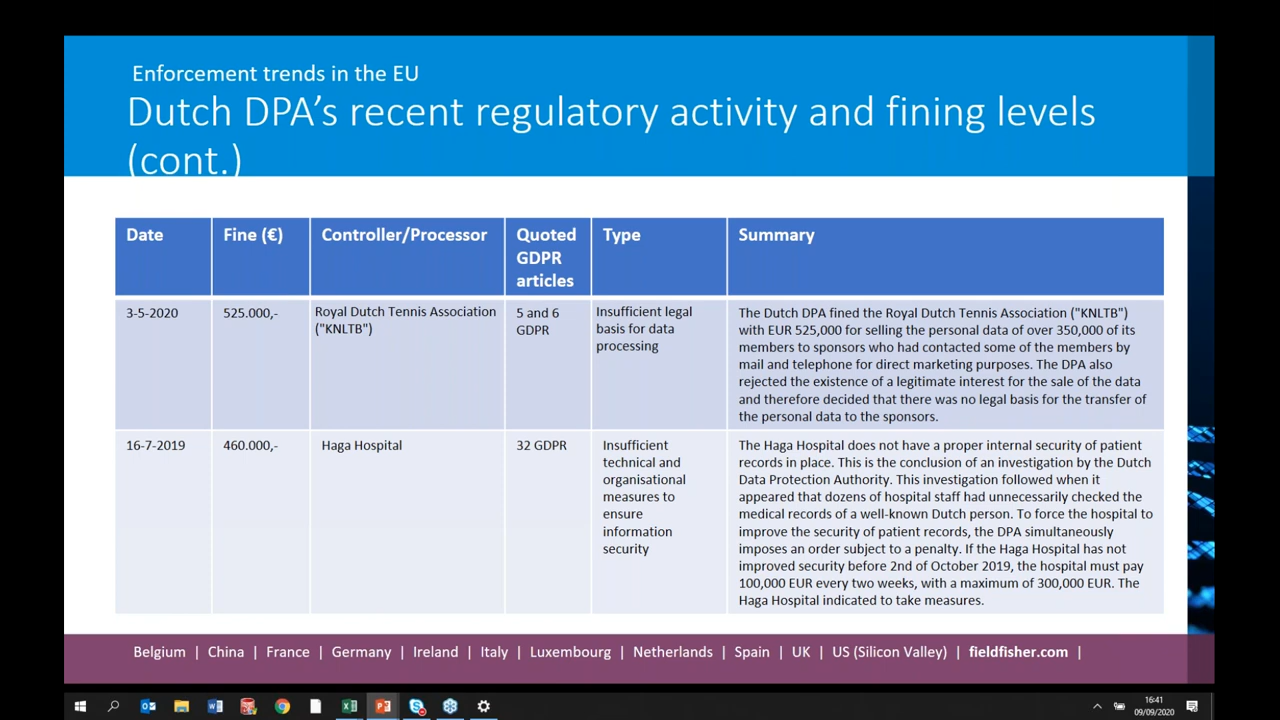 Enforcement trends in the EU
Dutch DPA's recent regulatory activity and fining levels
(cont.)
Date
Fine (€)
Controller/Processor
Quoted
GDPR
articles
Type
Summary
3-5-2020
525.000,-
Royal Dutch Tennis Association
("KNLTB")
5 and 6
GDPR
Insufficient legal
basis for data
processing
The Dutch DPA fined the Royal Dutch Tennis Association ("KNLTB")
with EUR 525,000 for selling the personal data of over 350,000 of its
members to sponsors who had contacted some of the members by
mail and telephone for direct marketing purposes. The DPA also
rejected the existence of a legitimate interest for the sale of the data
and therefore decided that there was no legal basis for the transfer of
the personal data to the sponsors.
16-7-2019
460.000,-
Haga Hospital
32 GDPR
Insufficient
technical and
organisational
measures to
ensure
information
security
The Haga Hospital does not have a proper internal security of patient
records in place. This is the conclusion of an investigation by the Dutch
Data Protection Authority. This investigation followed when it
appeared that dozens of hospital staff had unnecessarily checked the
medical records of a well-known Dutch person. To force the hospital to
improve the security of patient records, the DPA simultaneously
imposes an order subject to a penalty. If the Haga Hospital has not
improved security before 2nd of October 2019, the hospital must pay
100,000 EUR every two weeks, with a maximum of 300,000 EUR. The
Haga Hospital indicated to take measures.
Belgium | China | France | Germany | Ireland | Italy | Luxembourg | Netherlands | Spain | UK | US (Silicon Valley) | fieldfisher.com |
16:41
09/09/2020